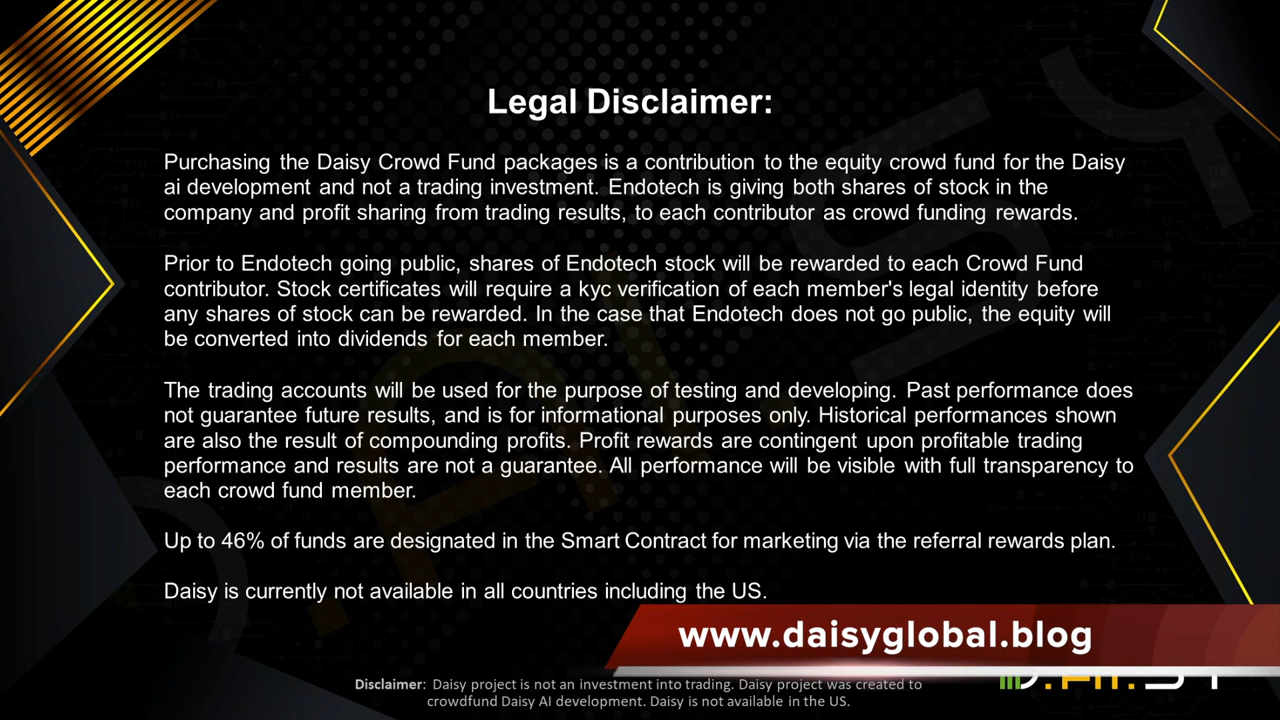 Legal Disclaimer:
Purchasing the Daisy Crowd Fund packages is a contribution to the equity crowd fund for the Daisy
ai development and not a trading investment. Endotech is giving both shares of stock in the
company and profit sharing from trading results, to each contributor as crowd funding rewards.
Prior to Endotech going public, shares of Endotech stock will be rewarded to each Crowd Fund
contributor. Stock certificates will require a kyc verification of each member's legal identity before
any shares of stock can be rewarded. In the case that Endotech does not go public, the equity will
be converted into dividends for each member.
The trading accounts will be used for the purpose of testing and developing. Past performance does
not guarantee future results, and is for informational purposes only. Historical performances shown
are also the result of compounding profits. Profit rewards are contingent upon profitable trading
performance and results are not a guarantee. All performance will be visible with full transparency to
each crowd fund member.
Up to 46% of funds are designated in the Smart Contract for marketing via the referral rewards plan.
Daisy is currently not available in all countries including the US.
www.daisyglobal.blog
Disclaimer: Daisy project is not an investment into trading. Daisy project was created to
crowdfund Daisy AI development. Daisy is not available in the US.